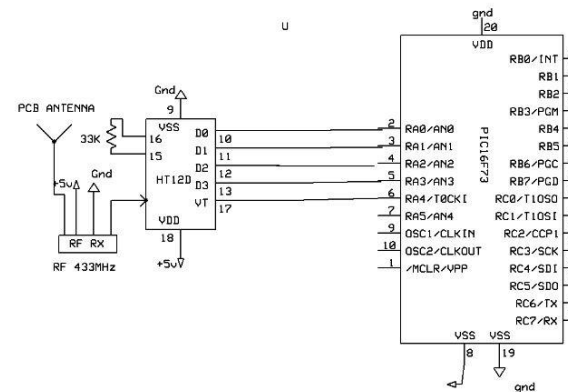 U
gnd
20
VDD
PIC16F73
RB0/INT
RB1
RB2
RB3/PGM
RB4
RB5
RB6/PGC
RB7/PGD
RC0/T1OSO
RC1/T1OSI
RC2/CCP1
RC3/SCK
RC4/SDI
RC5/SDO
RC6/TX
RC7/RX
2 RA0/AN0
3 RA1/AN1
4 RA2/AN2
5 RA3/AN3
6 RA4/T0CKI
7 RA5/AN4
9 OSC1/CLKIN
10 OSC2/CLKOUT
1 /MCLR/VPP
VSS VSS
8 19
gnd
Gnd
9
VSS
HT12D
16
15
33K
D0 10
D1 11
D2 12
D3 13
VT 17
VDD
18
+5v
PCB ANTENNA
+5v
Gnd
RF RX
RF 433MHz